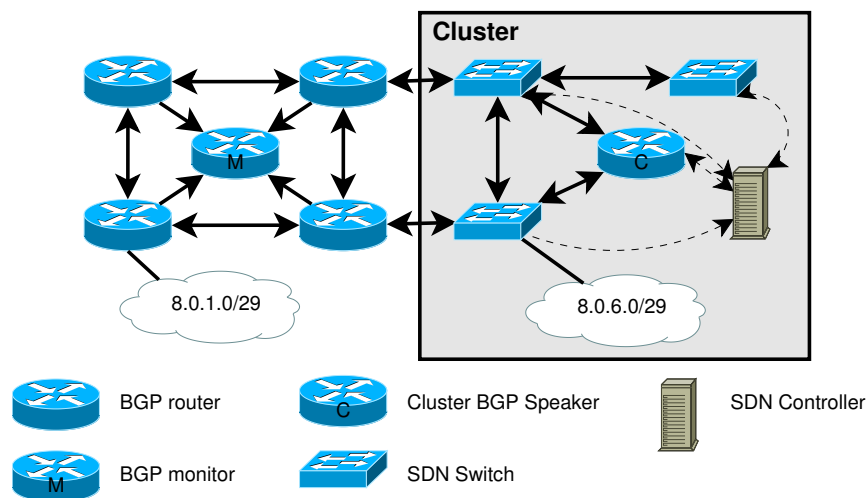 Cluster
M
C
8.0.1.0/29
8.0.6.0/29
BGP router
C
Cluster BGP Speaker
SDN Controller
M
BGP monitor
SDN Switch